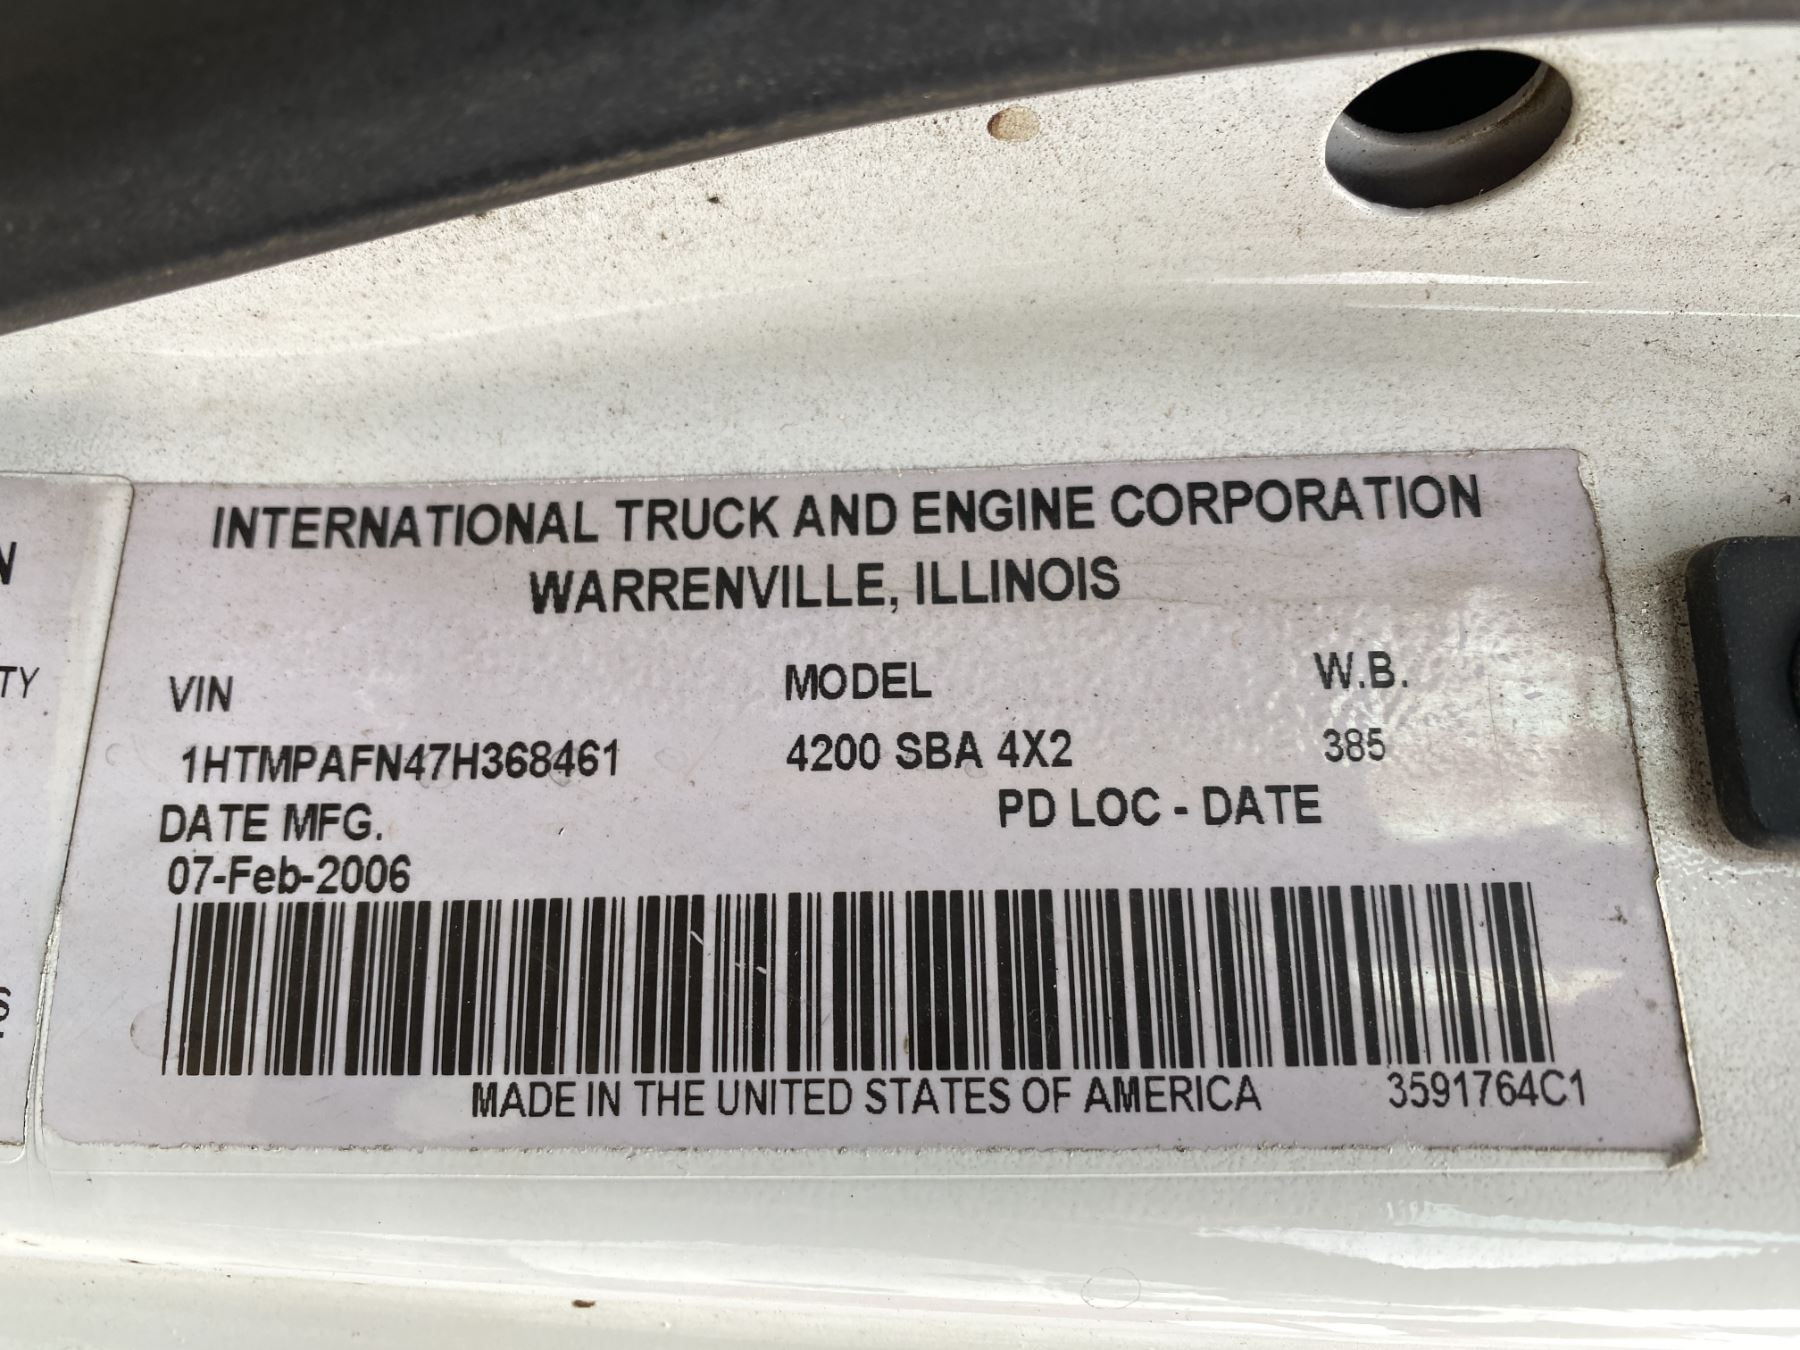 INTERNATIONAL TRUCK AND ENGINE CORPORATION
WARRENVILLE, ILLINOIS
VIN MODEL W.B.
1HTMPAFN47H368461 4200 SBA 4X2 385
DATE MFG. PD LOC - DATE
07-Feb-2006
MADE IN THE UNITED STATES OF AMERICA 3591764C1
N
TY
S